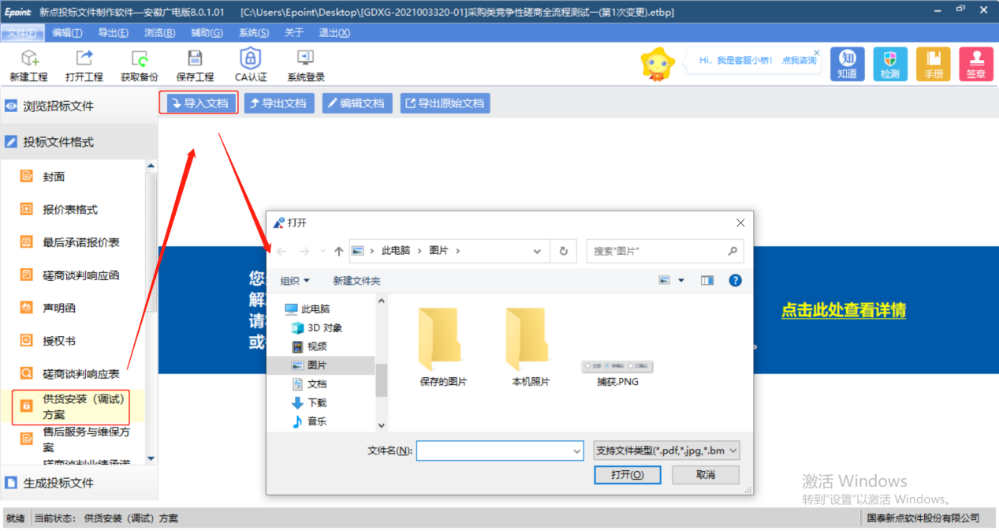 Epoint 新点投标文件制作软件—安徽广电版8.0.1.01 [C:\Users\Epoint\Desktop\[GDXG-2021003320-01]采购类竞争性磋商全流程测试一(第1次变更).etbp]
文件(F) 编辑(T) 导出(E) 浏览(B) 辅助(G) 系统(S) 关于 退出(X)
新建工程 打开工程 获取备份 保存工程 CA认证 系统登录
Hi，我是客服小桥！ 点我咨询
知
知道 检测 手册 签章
浏览招标文件
导入文档 导出文档 编辑文档 导出原始文档
投标文件格式
封面
报价表格式
最后承诺报价表
磋商谈判响应函
声明函
授权书
磋商谈判响应表
供货安装（调试）
方案
售后服务与维保方
案
磋商谈判业绩承诺
生成投标文件
您
解
请
或
。
点击此处查看详情
打开
此电脑 › 图片 ›
搜索"图片"
组织 新建文件夹
此电脑
3D 对象
视频
图片
文档
下载
音乐
保存的图片 本机照片 捕获.PNG
文件名(N):
支持文件类型(*.pdf,*.jpg,*.bm
打开(O) 取消
激活 Windows
转到"设置"以激活 Windows。
就绪 当前状态： 供货安装（调试）方案
国泰新点软件股份有限公司